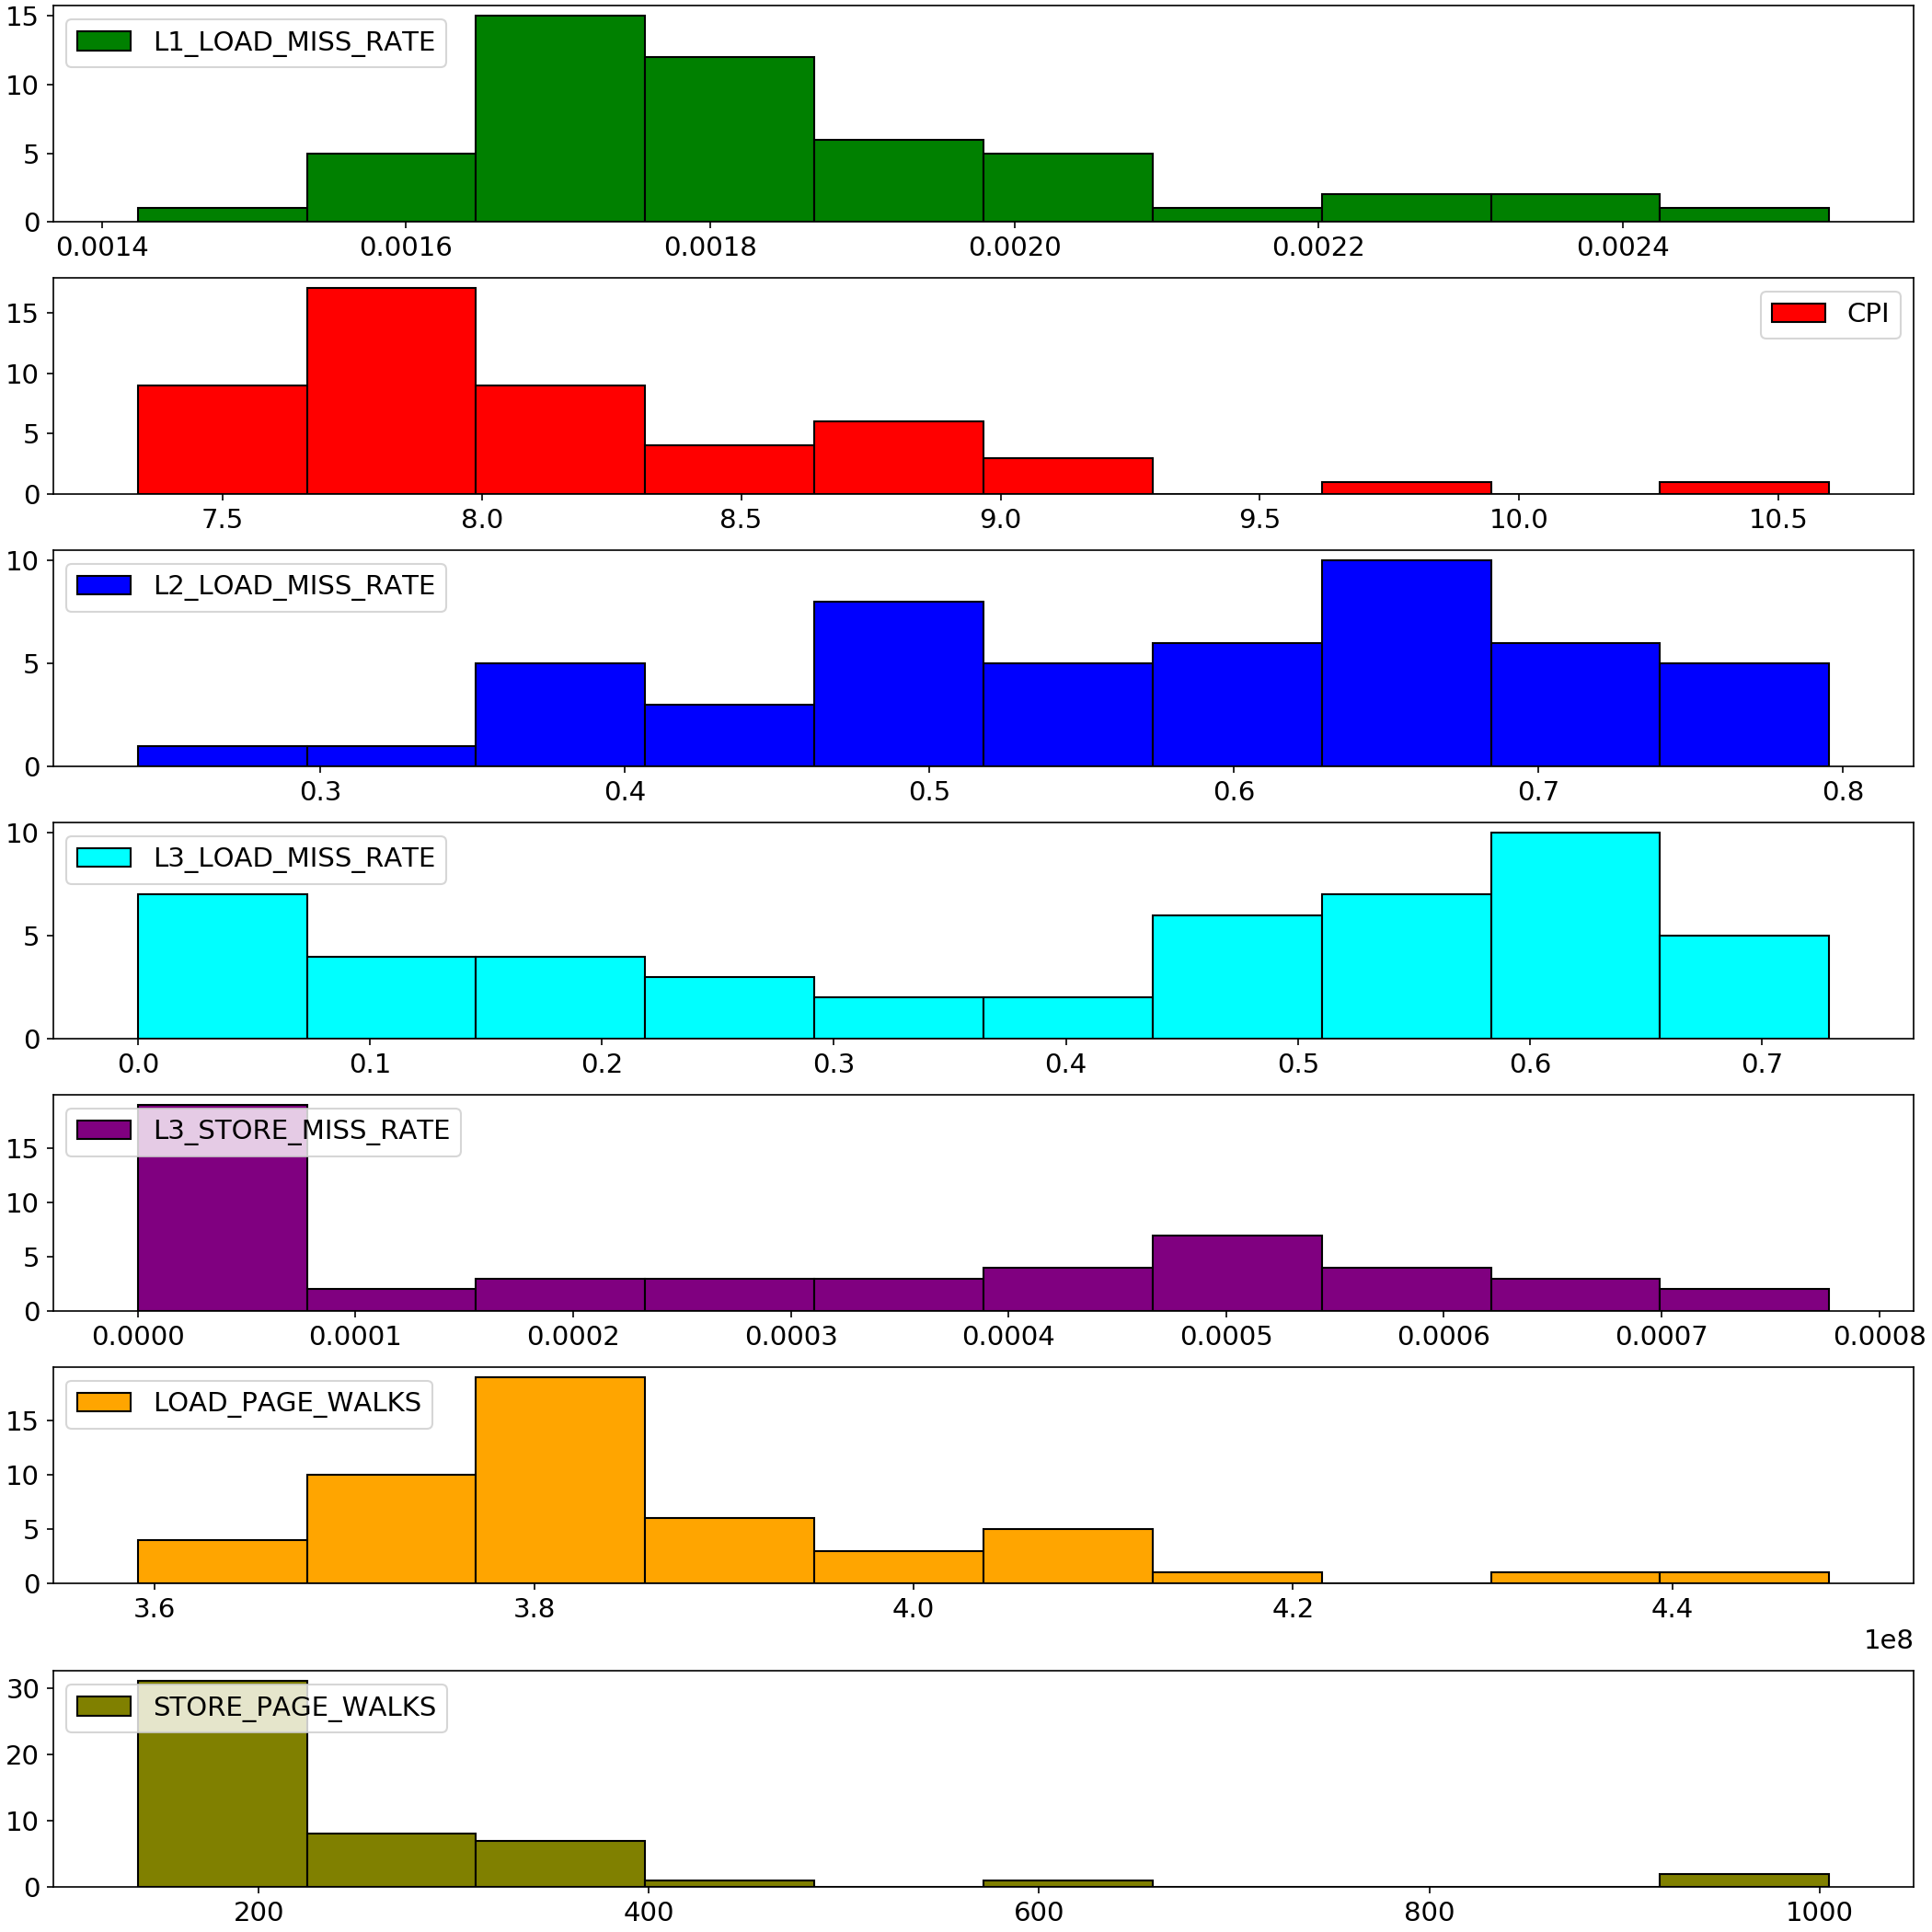 15
10
5
0
L1_LOAD_MISS_RATE
0.0014 0.0016 0.0018 0.0020 0.0022 0.0024
15
10
5
0
CPI
7.5 8.0 8.5 9.0 9.5 10.0 10.5
10
5
0
L2_LOAD_MISS_RATE
0.3 0.4 0.5 0.6 0.7 0.8
10
5
0
L3_LOAD_MISS_RATE
0.0 0.1 0.2 0.3 0.4 0.5 0.6 0.7
15
10
5
0
L3_STORE_MISS_RATE
0.0000 0.0001 0.0002 0.0003 0.0004 0.0005 0.0006 0.0007 0.0008
15
10
5
0
LOAD_PAGE_WALKS
3.6 3.8 4.0 4.2 4.4
1e8
30
20
10
0
STORE_PAGE_WALKS
200 400 600 800 1000